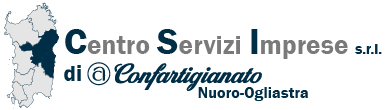 Centro Servizi Imprese s.r.l.
di @ Confartigianato
Nuoro-Ogliastra